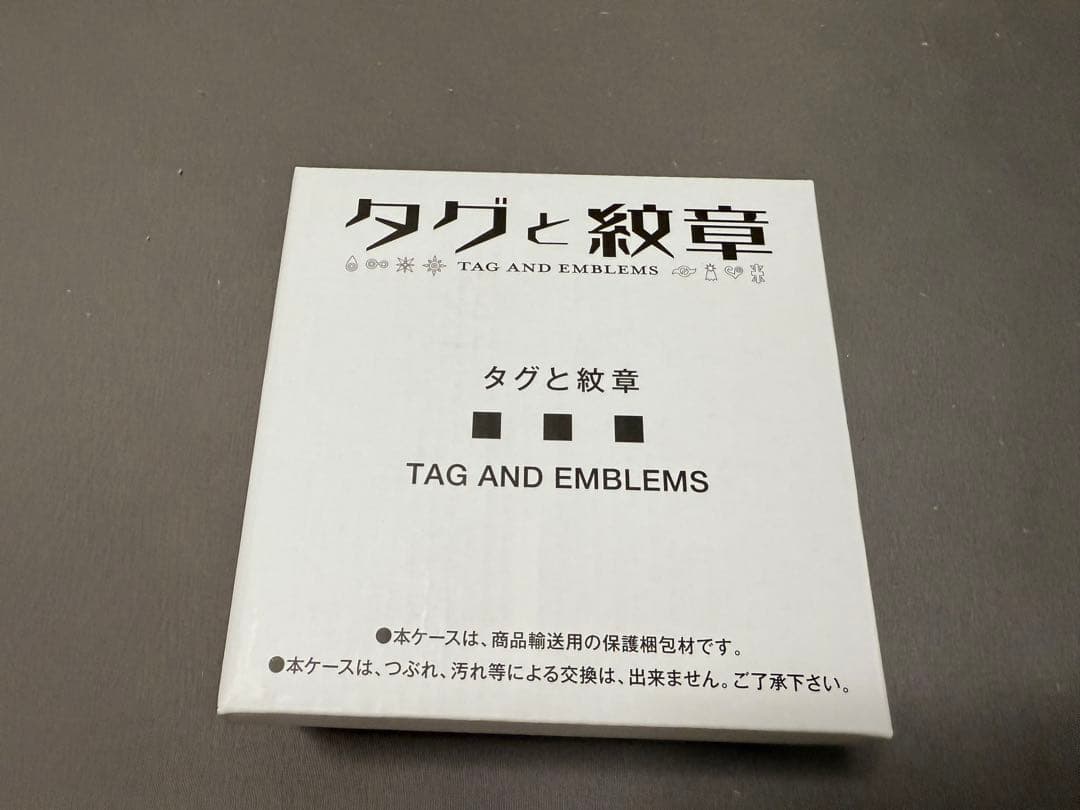 タグと紋章
TAG AND EMBLEMS
タグと紋章
■ ■ ■
TAG AND EMBLEMS
●本ケースは、商品輸送用の保護梱包材です。
●本ケースは、つぶれ、汚れ等による交換は、出来ません。ご了承下さい。